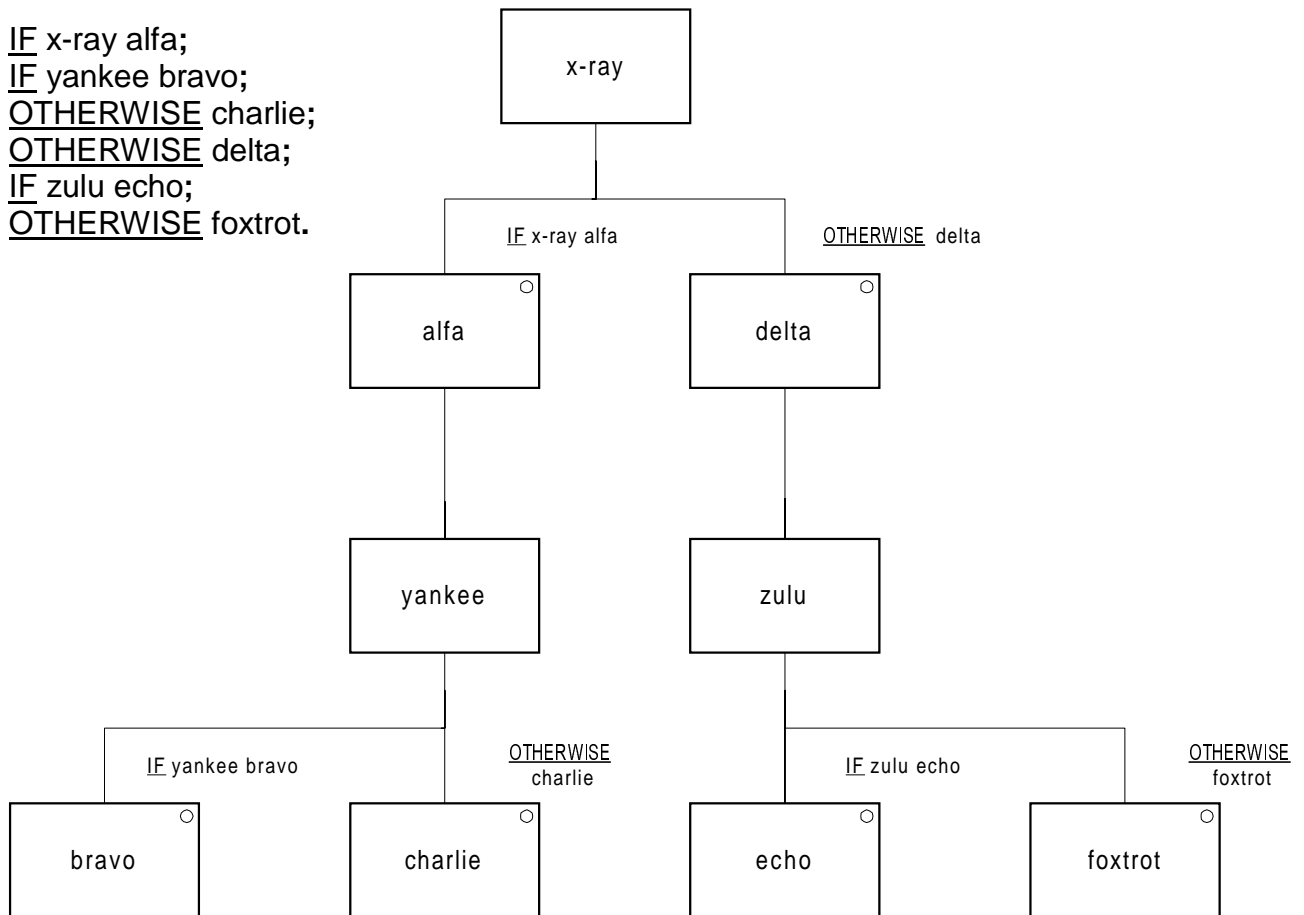 IF x-ray alfa;
IF yankee bravo;
OTHERWISE charlie;
OTHERWISE delta;
IF zulu echo;
OTHERWISE foxtrot.
x-ray
IF x-ray alfa
OTHERWISE delta
alfa
delta
yankee
zulu
IF yankee bravo
OTHERWISE
charlie
IF zulu echo
OTHERWISE
foxtrot
bravo
charlie
echo
foxtrot